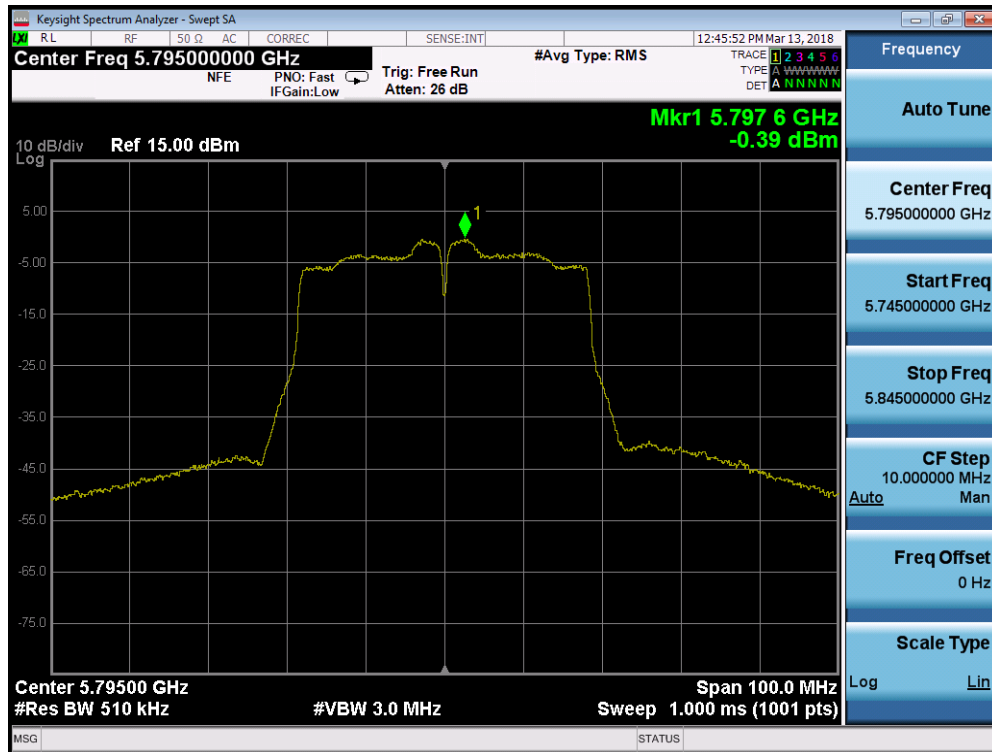 Keysight Spectrum Analyzer - Swept SA
LXI RL RF 50 Ω AC CORREC SENSE:INT 12:45:52 PM Mar 13, 2018
Center Freq 5.795000000 GHz #Avg Type: RMS TRACE 1 2 3 4 5 6
NFE PNO: Fast Trig: Free Run TYPE A WWWWW
IFGain:Low Atten: 26 dB DET A N N N N N
Mkr1 5.797 6 GHz
-0.39 dBm
10 dB/div Ref 15.00 dBm
Log
1
5.00
-5.00
-15.0
-25.0
-35.0
-45.0
-55.0
-65.0
-75.0
Center 5.79500 GHz Span 100.0 MHz
#Res BW 510 kHz #VBW 3.0 MHz Sweep 1.000 ms (1001 pts)
MSG STATUS
Frequency
Auto Tune
Center Freq
5.795000000 GHz
Start Freq
5.745000000 GHz
Stop Freq
5.845000000 GHz
CF Step
10.000000 MHz
Auto Man
Freq Offset
0 Hz
Scale Type
Log Lin